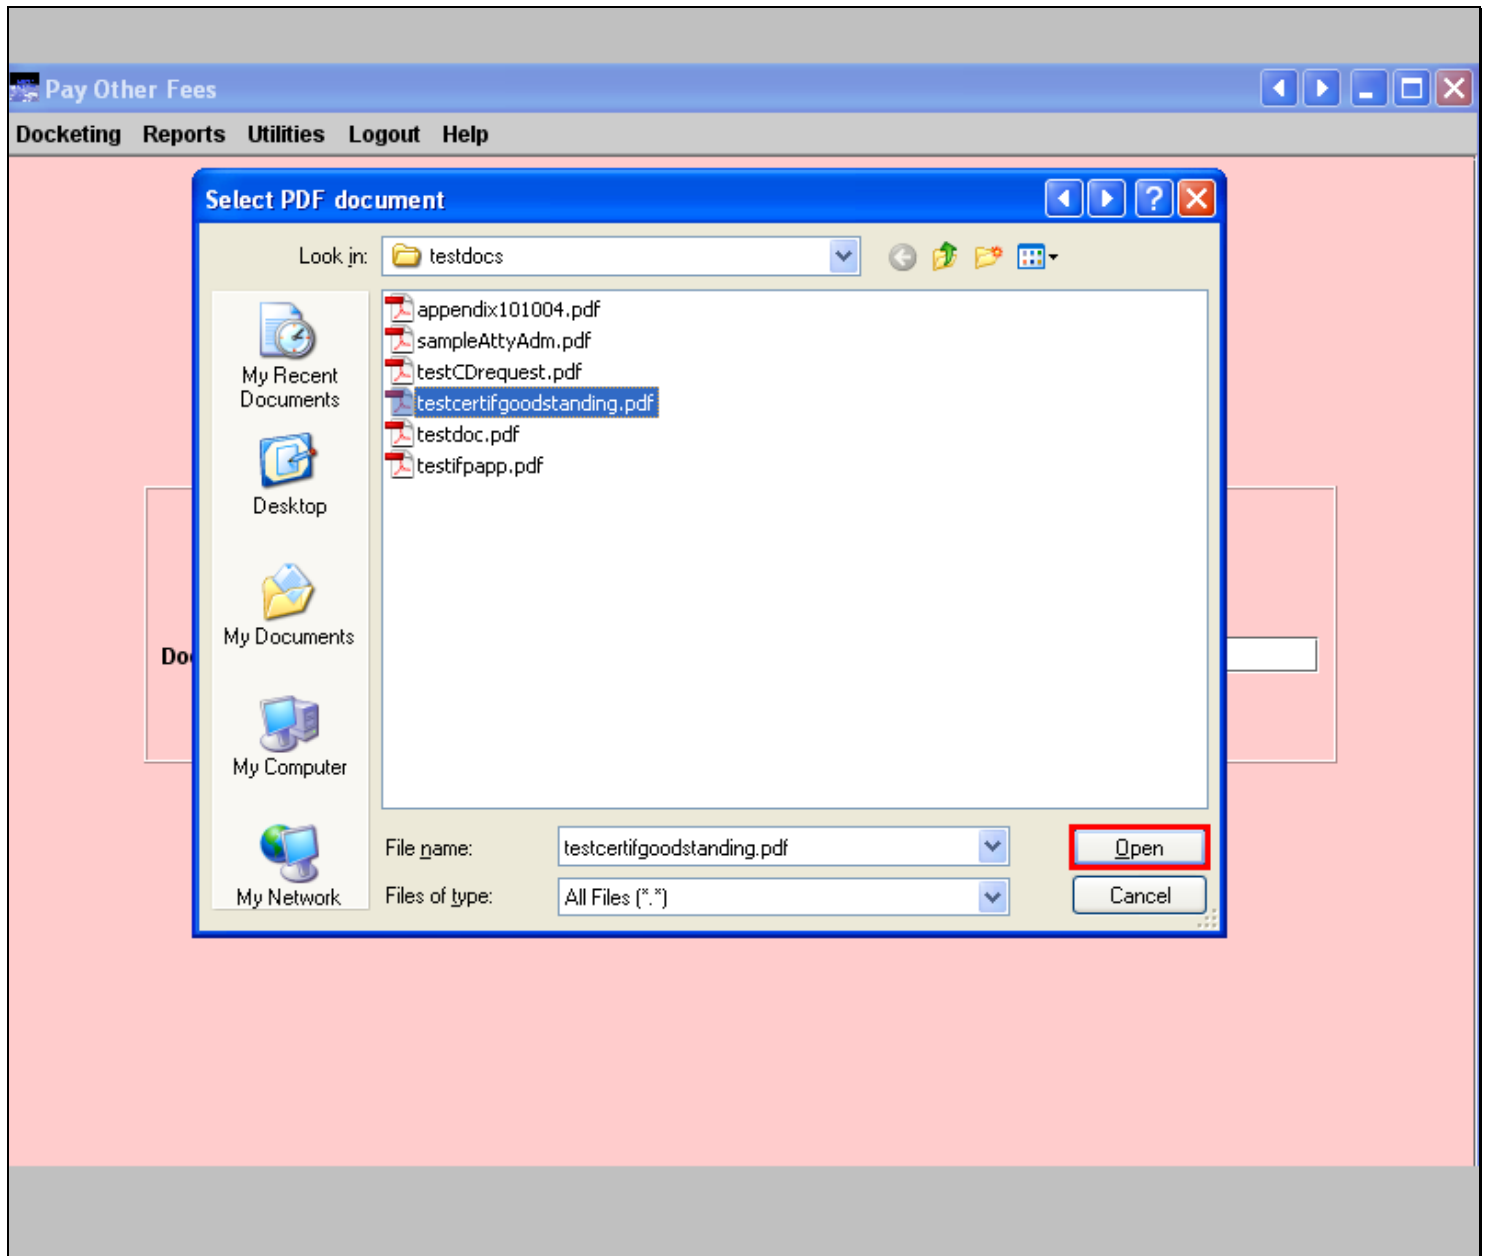 Pay Other Fees
Docketing Reports Utilities Logout Help
Select PDF document
Look in: testdocs
appendix101004.pdf
sampleAttyAdm.pdf
testCDrequest.pdf
testcertifgoodstanding.pdf
testdoc.pdf
testifpapp.pdf
My Recent
Documents
Desktop
My Documents
My Computer
My Network
Do
File name: testcertifgoodstanding.pdf Open
Files of type: All Files (*.*) Cancel